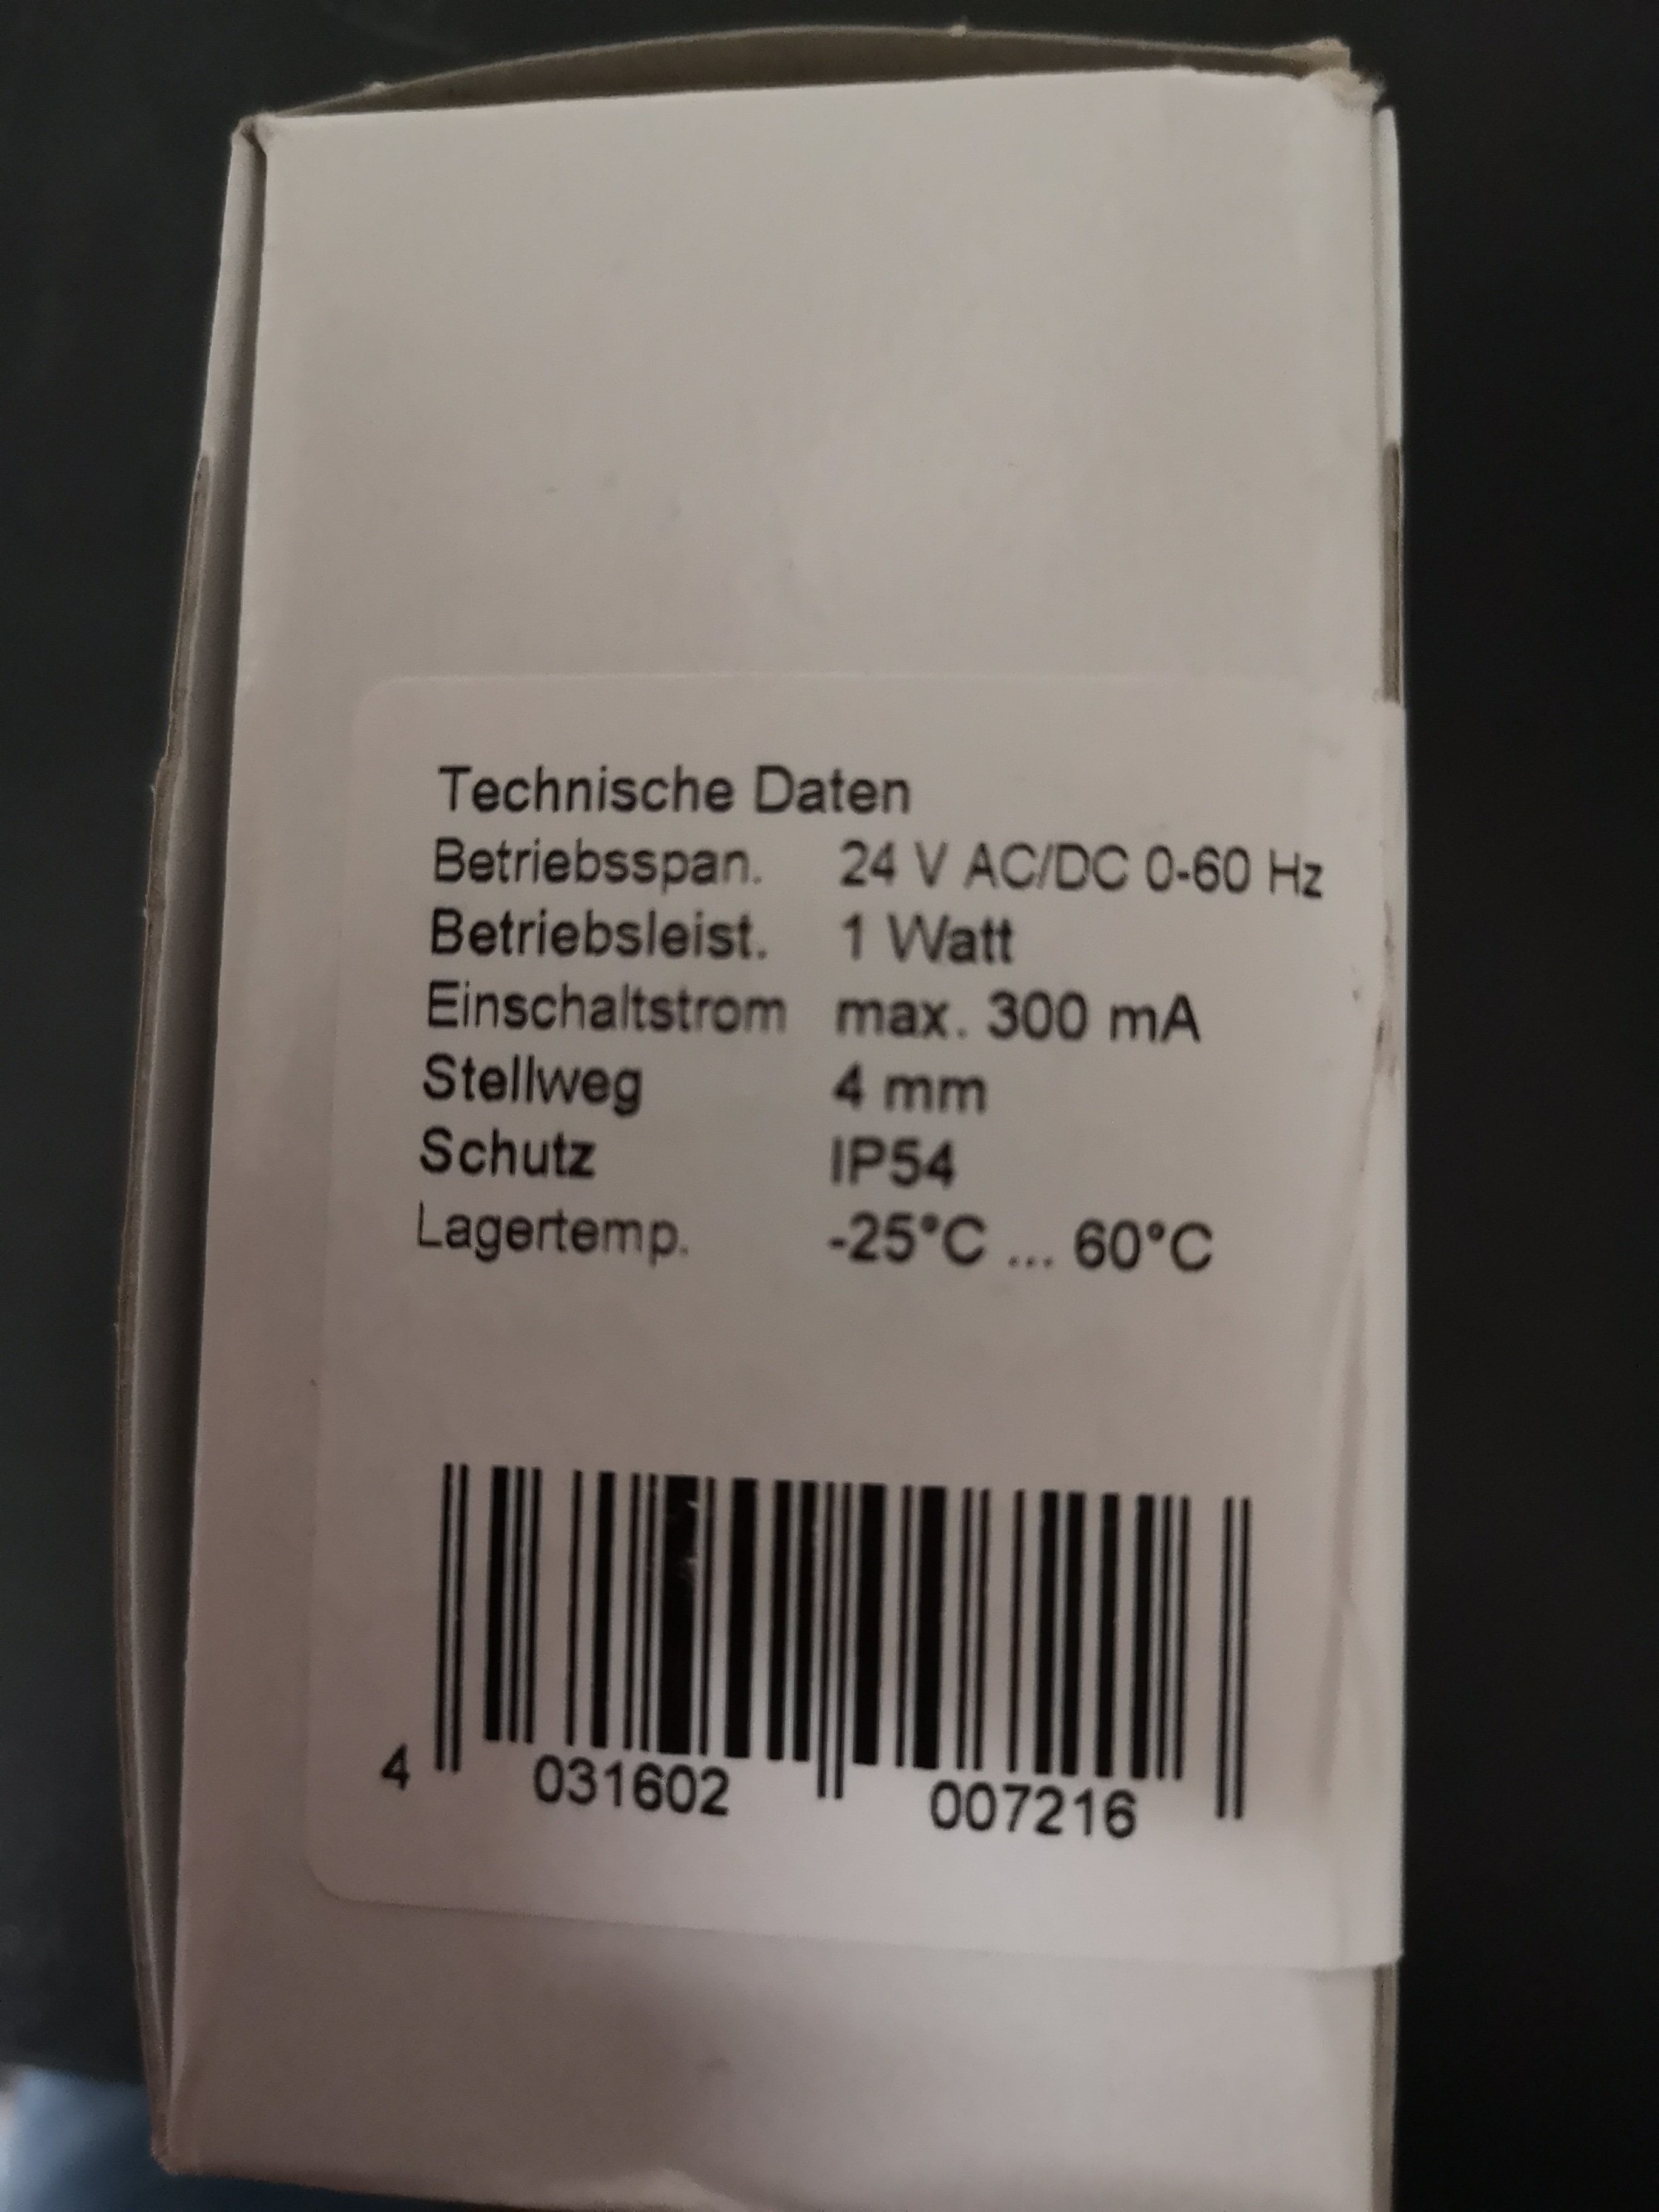 Technische Daten
Betriebsspan. 24 V AC/DC 0-60 Hz
Betriebsleist. 1 Watt
Einschaltstrom max. 300 mA
Stellweg 4 mm
Schutz IP54
Lagertemp. -25°C ... 60°C
4 031602 007216